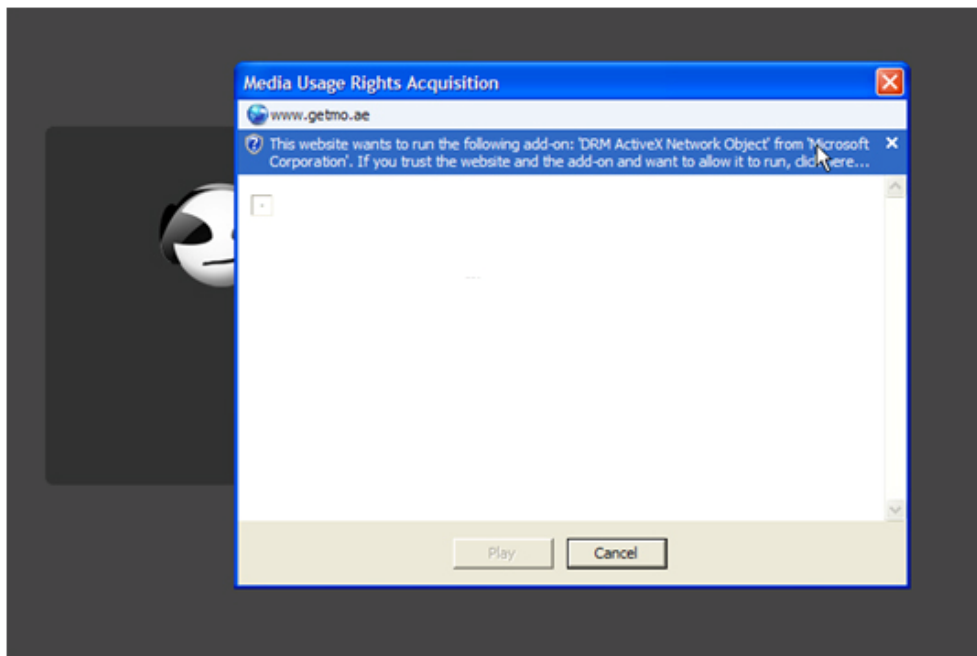 Media Usage Rights Acquisition
www.getmo.ae
This website wants to run the following add-on: 'DRM ActiveX Network Object' from 'Microsoft
Corporation'. If you trust the website and the add-on and want to allow it to run, click here...
Play
Cancel